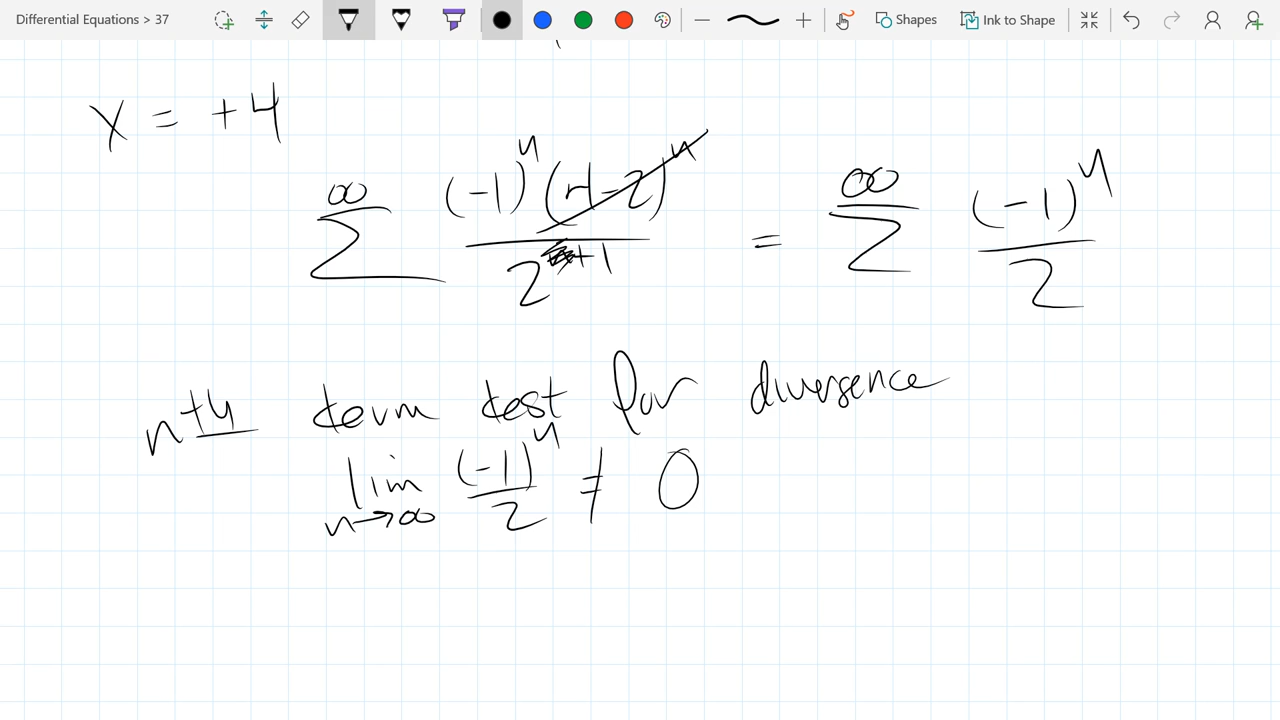 Differential Equations > 37
Shapes
Ink to Shape
x = +4
∞ Σ (-1)^n (4-2)^n / 2^{n+1} = ∞ Σ (-1)^n / 2
nth term test for divergence
lim n→∞ (-1)^n / 2 ≠ 0